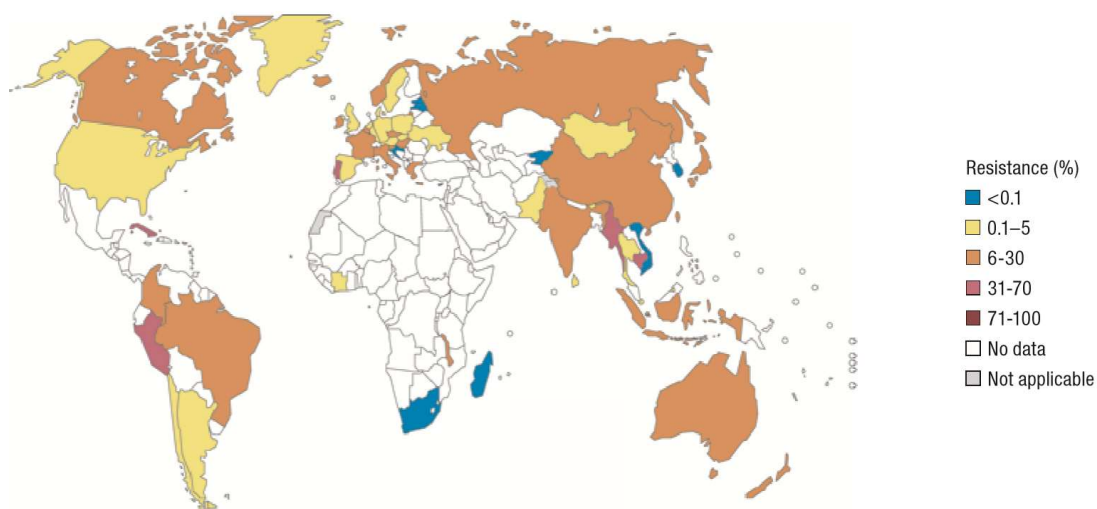 Resistance (%)
<0.1
0.1–5
6-30
31-70
71-100
No data
Not applicable